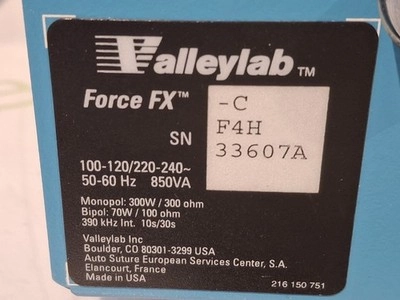 Valleylab™
Force FX™ -C
SN F4H
33607A
100-120/220-240~
50-60 Hz 850VA
Monopol: 300W / 300 ohm
Bipol: 70W / 100 ohm
390 kHz Int. 10s/30s
Valleylab Inc
Boulder, CO 80301-3299 USA
Auto Suture European Services Center, S.A.
Elancourt, France
Made in USA 216 150 751